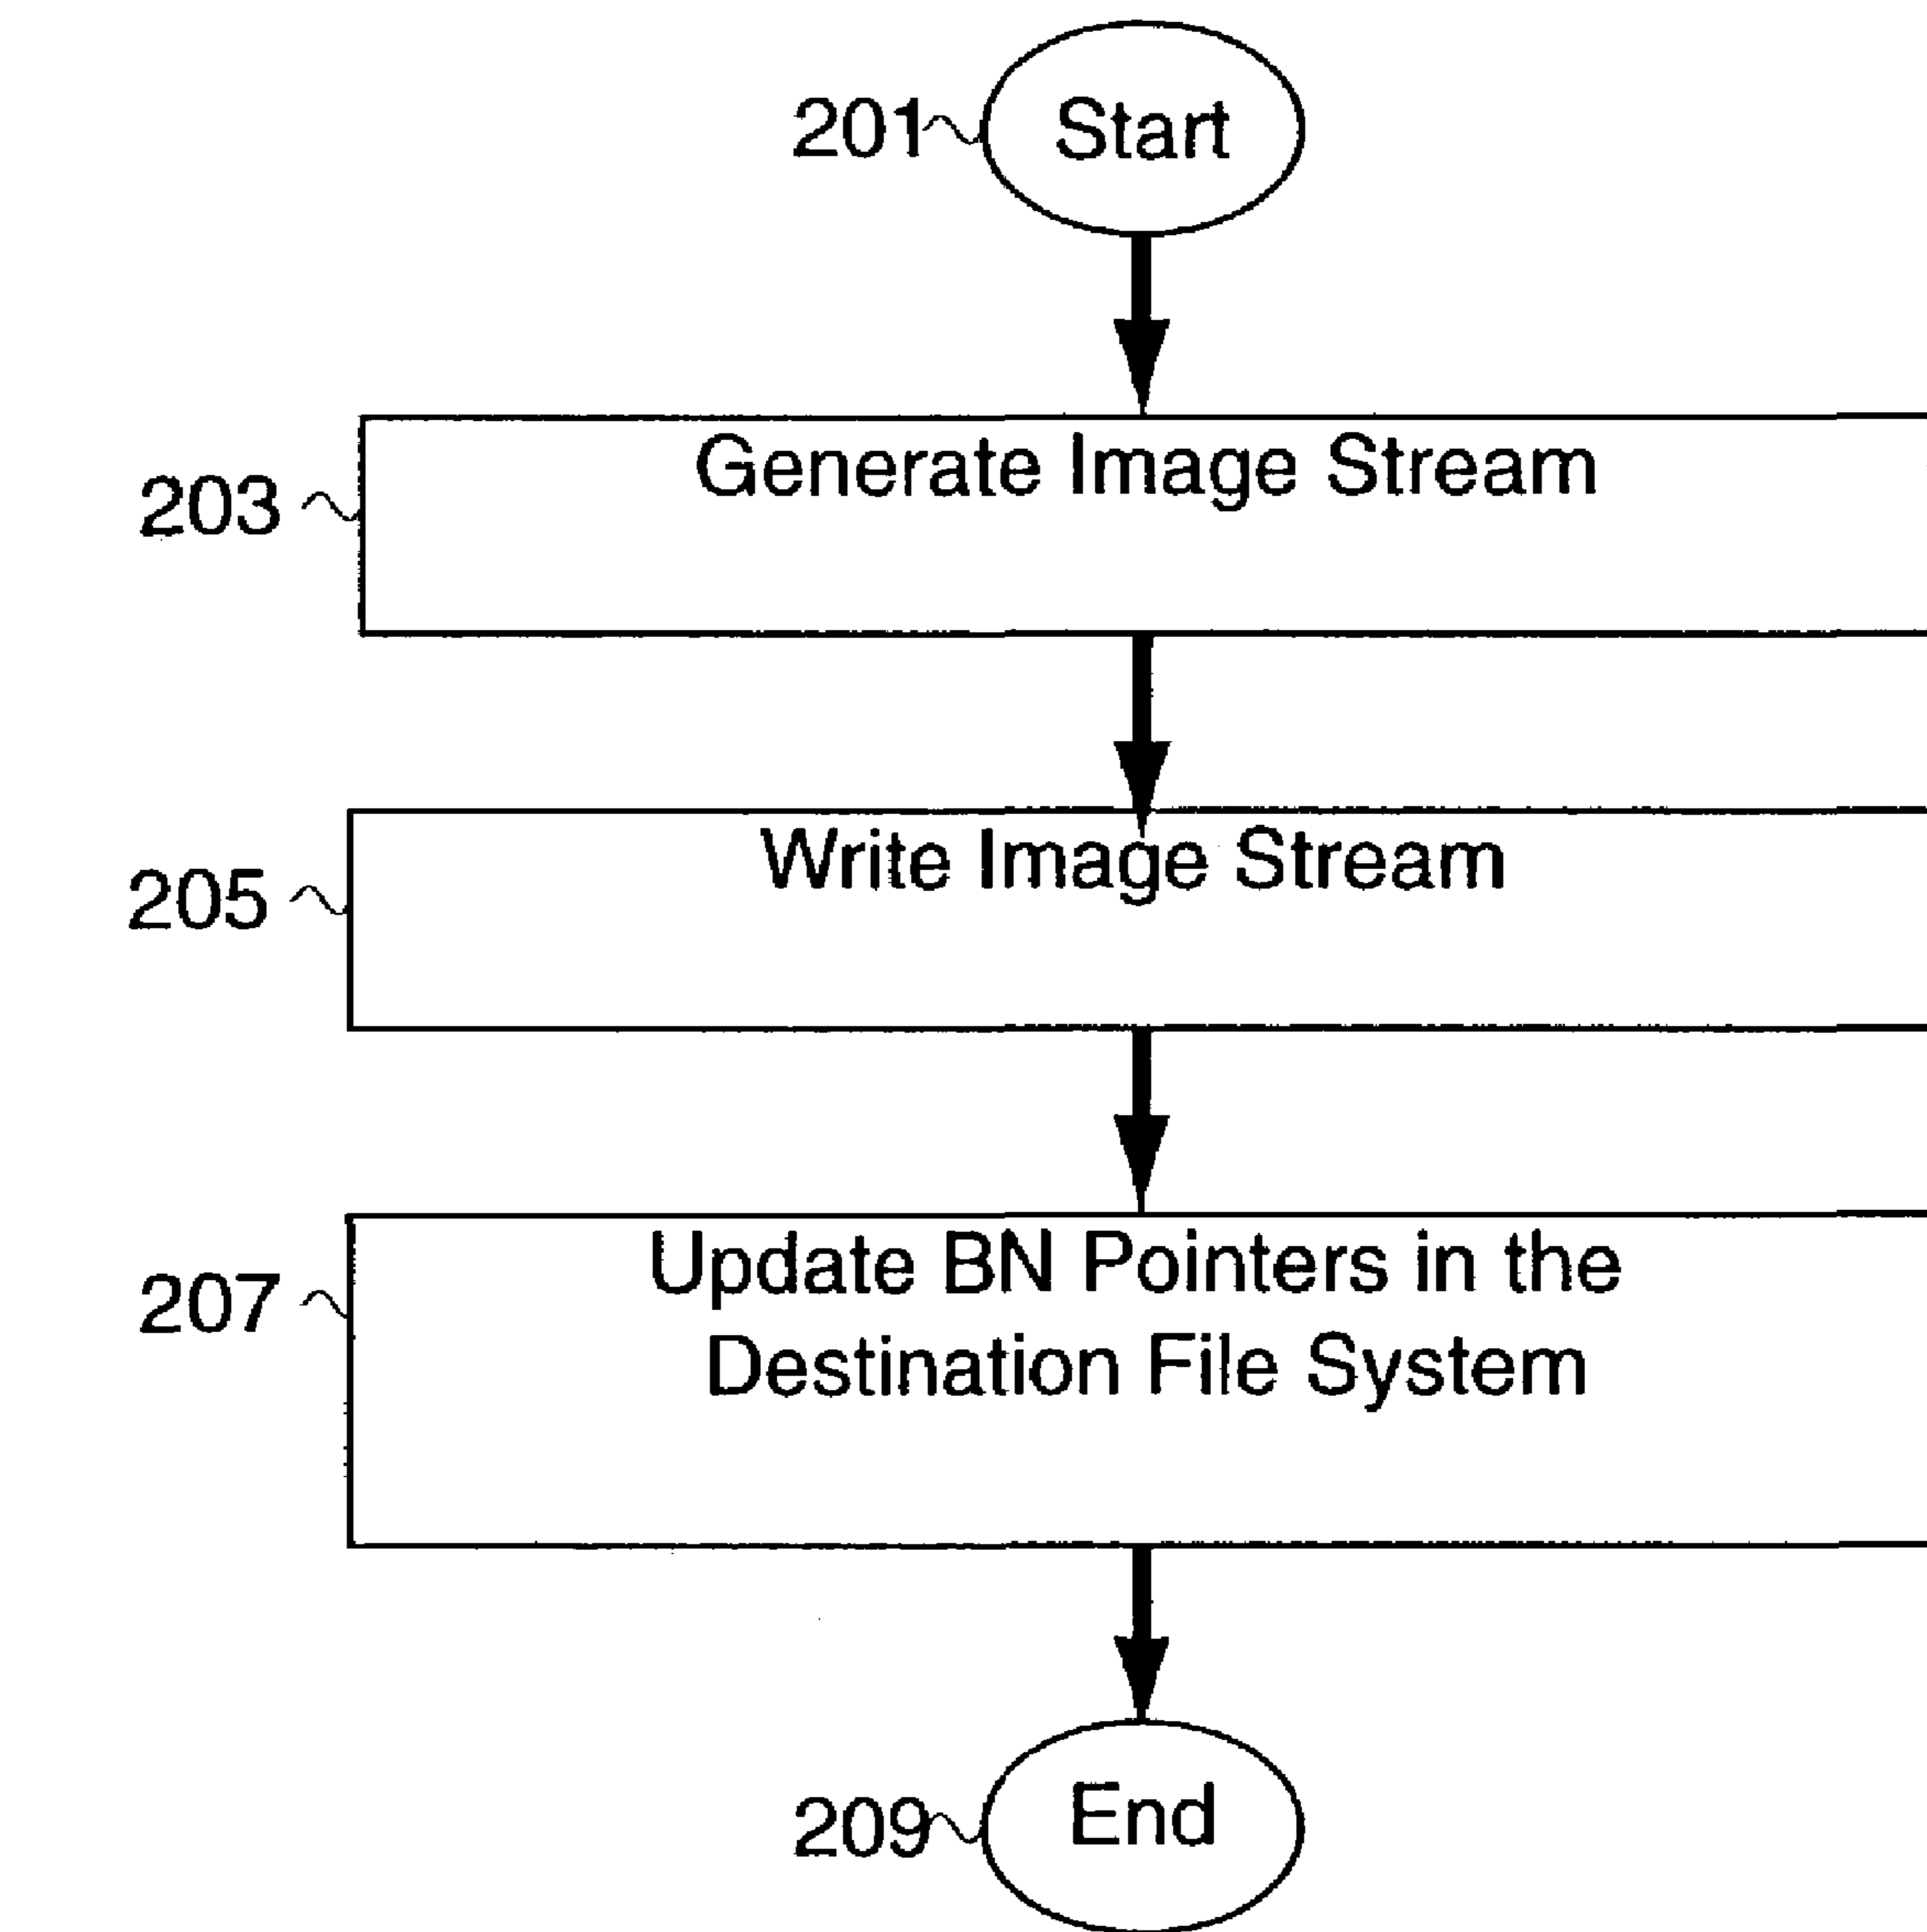 201 Start
203 Generate Image Stream
205 Write Image Stream
207 Update BN Pointers in the
Destination File System
209 End